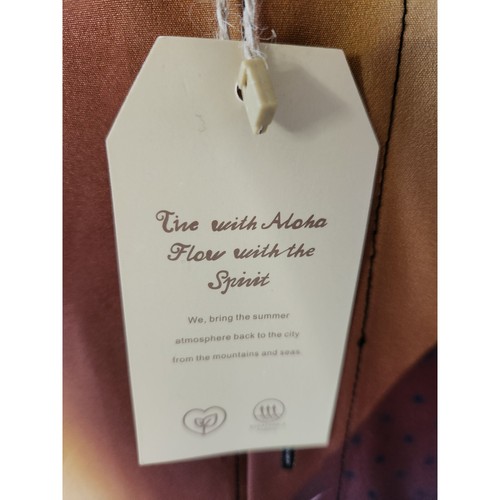 Live with Aloha
Flow with the
Spirit
We, bring the summer
atmosphere back to the city
from the mountains and seas.